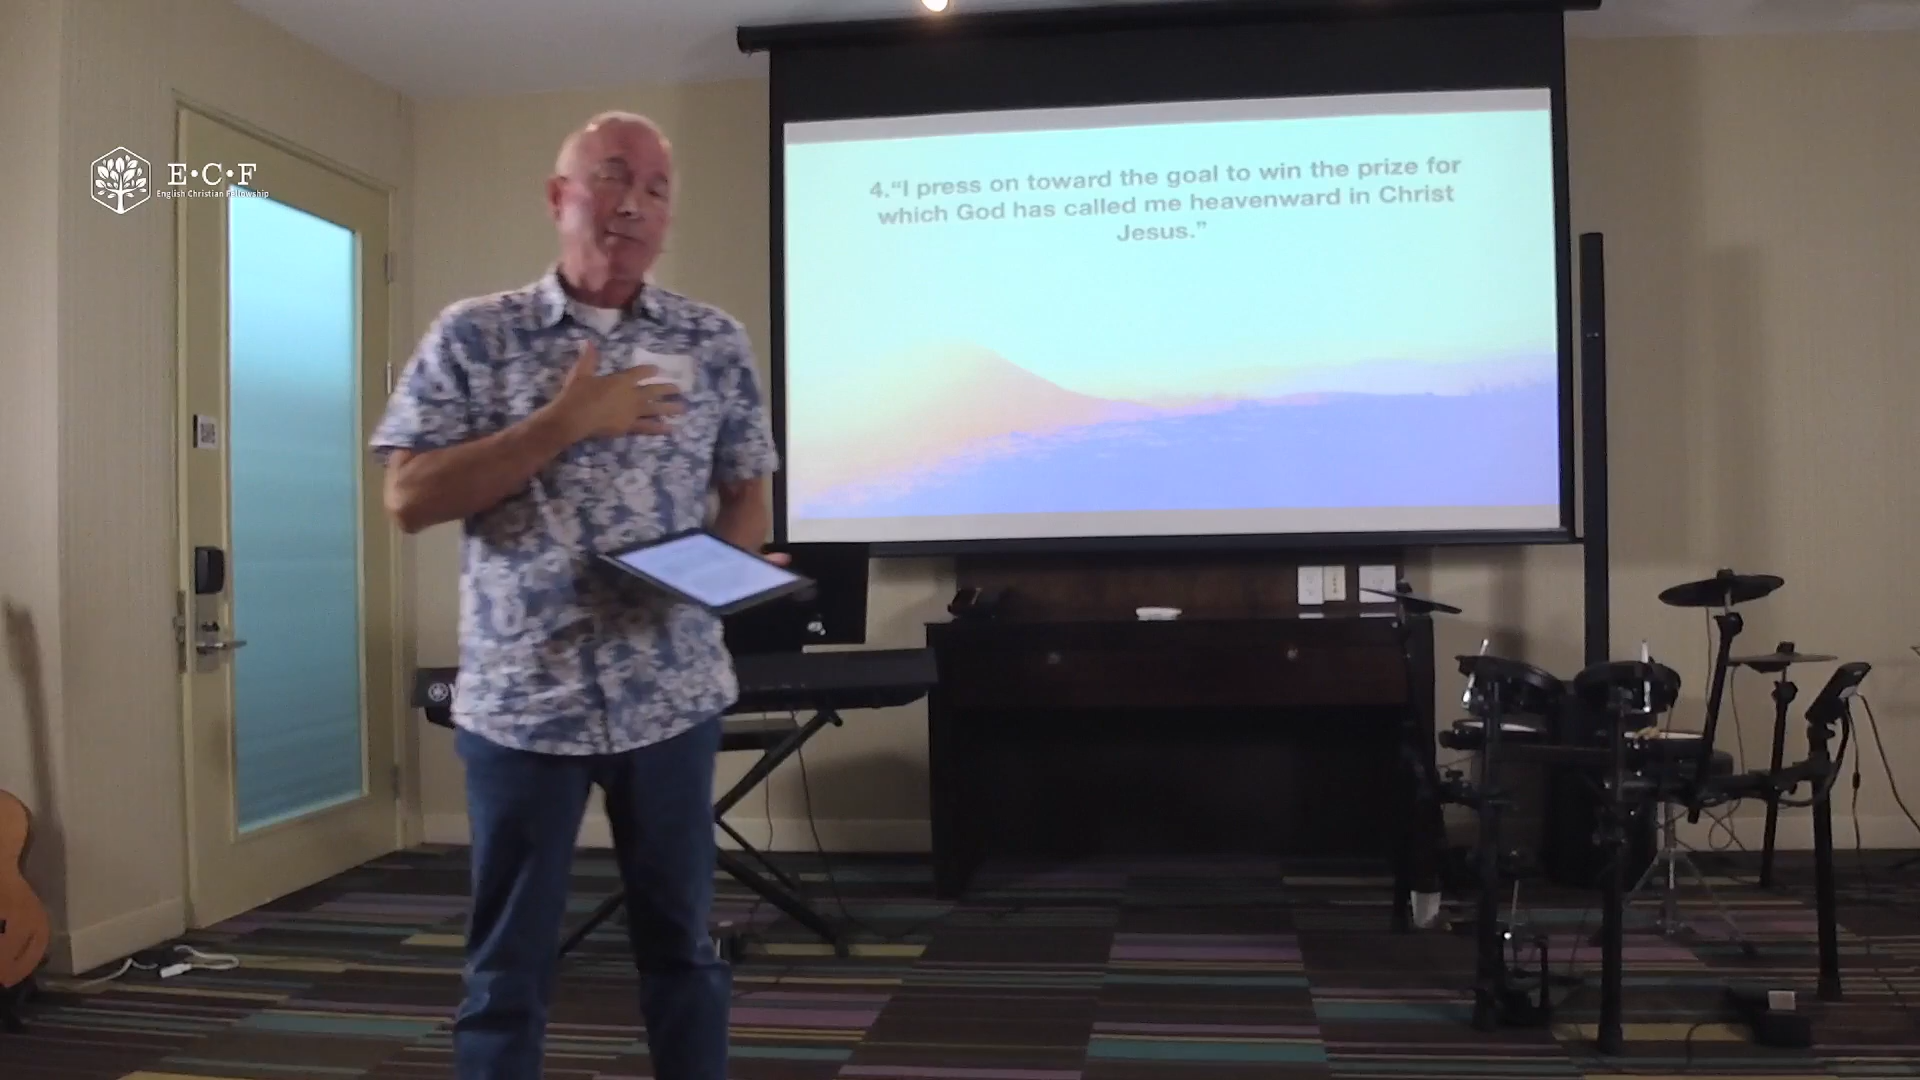 E·C·F
English Christian Fellowship
4.“I press on toward the goal to win the prize for
which God has called me heavenward in Christ
Jesus.”